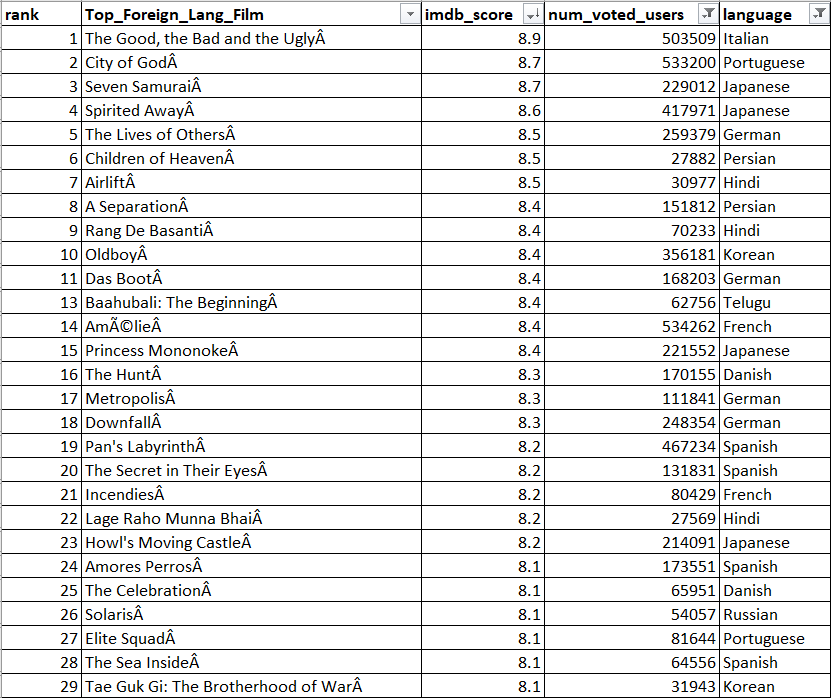 rank Top_Foreign_Lang_Film imdb_score num_voted_users language
1 The Good, the Bad and the UglyÂ 8.9 503509 Italian
2 City of GodÂ 8.7 533200 Portuguese
3 Seven SamuraiÂ 8.7 229012 Japanese
4 Spirited AwayÂ 8.6 417971 Japanese
5 The Lives of OthersÂ 8.5 259379 German
6 Children of HeavenÂ 8.5 27882 Persian
7 AirliftÂ 8.5 30977 Hindi
8 A SeparationÂ 8.4 151812 Persian
9 Rang De BasantiÂ 8.4 70233 Hindi
10 OldboyÂ 8.4 356181 Korean
11 Das BootÂ 8.4 168203 German
13 Baahubali: The BeginningÂ 8.4 62756 Telugu
14 AmÃ©lieÂ 8.4 534262 French
15 Princess MononokeÂ 8.4 221552 Japanese
16 The HuntÂ 8.3 170155 Danish
17 MetropolisÂ 8.3 111841 German
18 DownfallÂ 8.3 248354 German
19 Pan's LabyrinthÂ 8.2 467234 Spanish
20 The Secret in Their EyesÂ 8.2 131831 Spanish
21 IncendiesÂ 8.2 80429 French
22 Lage Raho Munna BhaiÂ 8.2 27569 Hindi
23 Howl's Moving CastleÂ 8.2 214091 Japanese
24 Amores PerrosÂ 8.1 173551 Spanish
25 The CelebrationÂ 8.1 65951 Danish
26 SolarisÂ 8.1 54057 Russian
27 Elite SquadÂ 8.1 81644 Portuguese
28 The Sea InsideÂ 8.1 64556 Spanish
29 Tae Guk Gi: The Brotherhood of WarÂ 8.1 31943 Korean